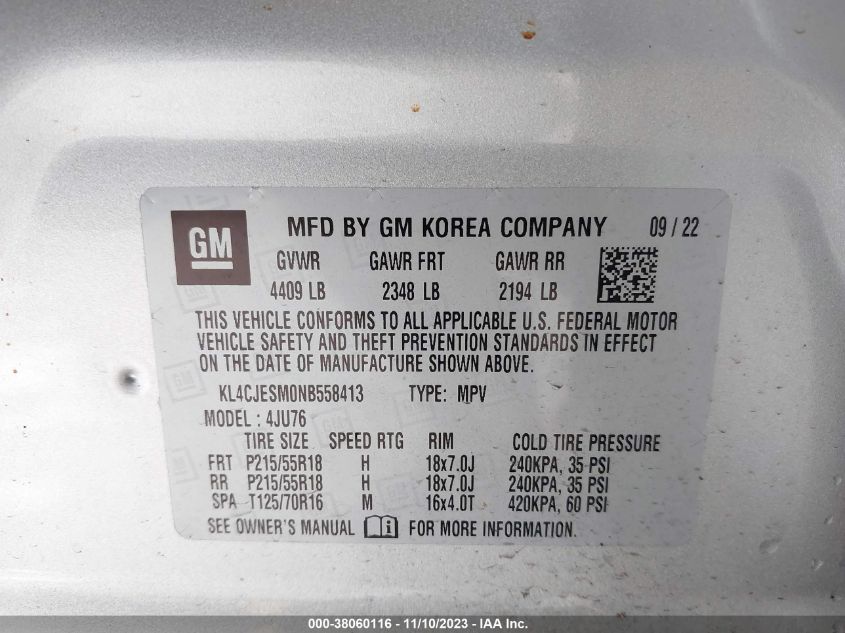 GM
MFD BY GM KOREA COMPANY 09 / 22
GVWR GAWR FRT GAWR RR
4409 LB 2348 LB 2194 LB
THIS VEHICLE CONFORMS TO ALL APPLICABLE U.S. FEDERAL MOTOR
VEHICLE SAFETY AND THEFT PREVENTION STANDARDS IN EFFECT
ON THE DATE OF MANUFACTURE SHOWN ABOVE.
KL4CJESM0NB558413 TYPE: MPV
MODEL : 4JU76
TIRE SIZE SPEED RTG RIM COLD TIRE PRESSURE
FRT P215/55R18 H 18x7.0J 240KPA, 35 PSI
RR P215/55R18 H 18x7.0J 240KPA, 35 PSI
SPA T125/70R16 M 16x4.0T 420KPA, 60 PSI
SEE OWNER'S MANUAL i FOR MORE INFORMATION.
000-38060116 - 11/10/2023 - IAA Inc.